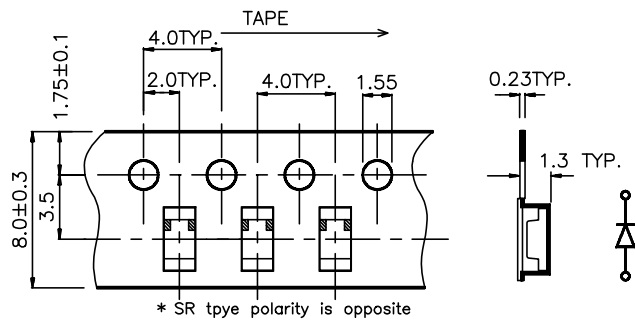 TAPE
4.0TYP.
2.0TYP.
4.0TYP.
1.55
0.23TYP.
1.75±0.1
1.3 TYP.
8.0±0.3
3.5
* SR tpye polarity is opposite